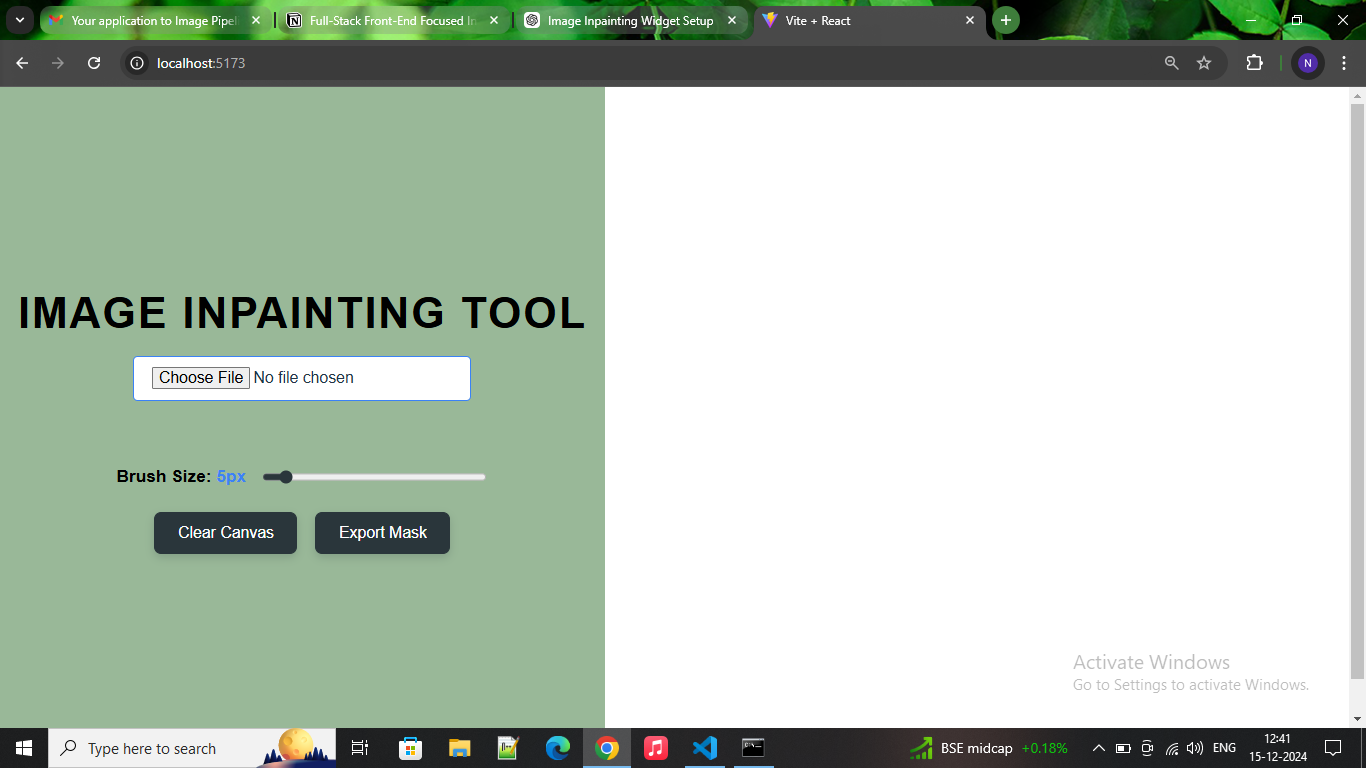 Your application to Image Pipel
Full-Stack Front-End Focused In
Image Inpainting Widget Setup
Vite + React
localhost:5173
N
IMAGE INPAINTING TOOL
Choose File No file chosen
Brush Size: 5px
Clear Canvas Export Mask
Activate Windows
Go to Settings to activate Windows.
Type here to search
BSE midcap +0.18%
ENG
12:41
15-12-2024